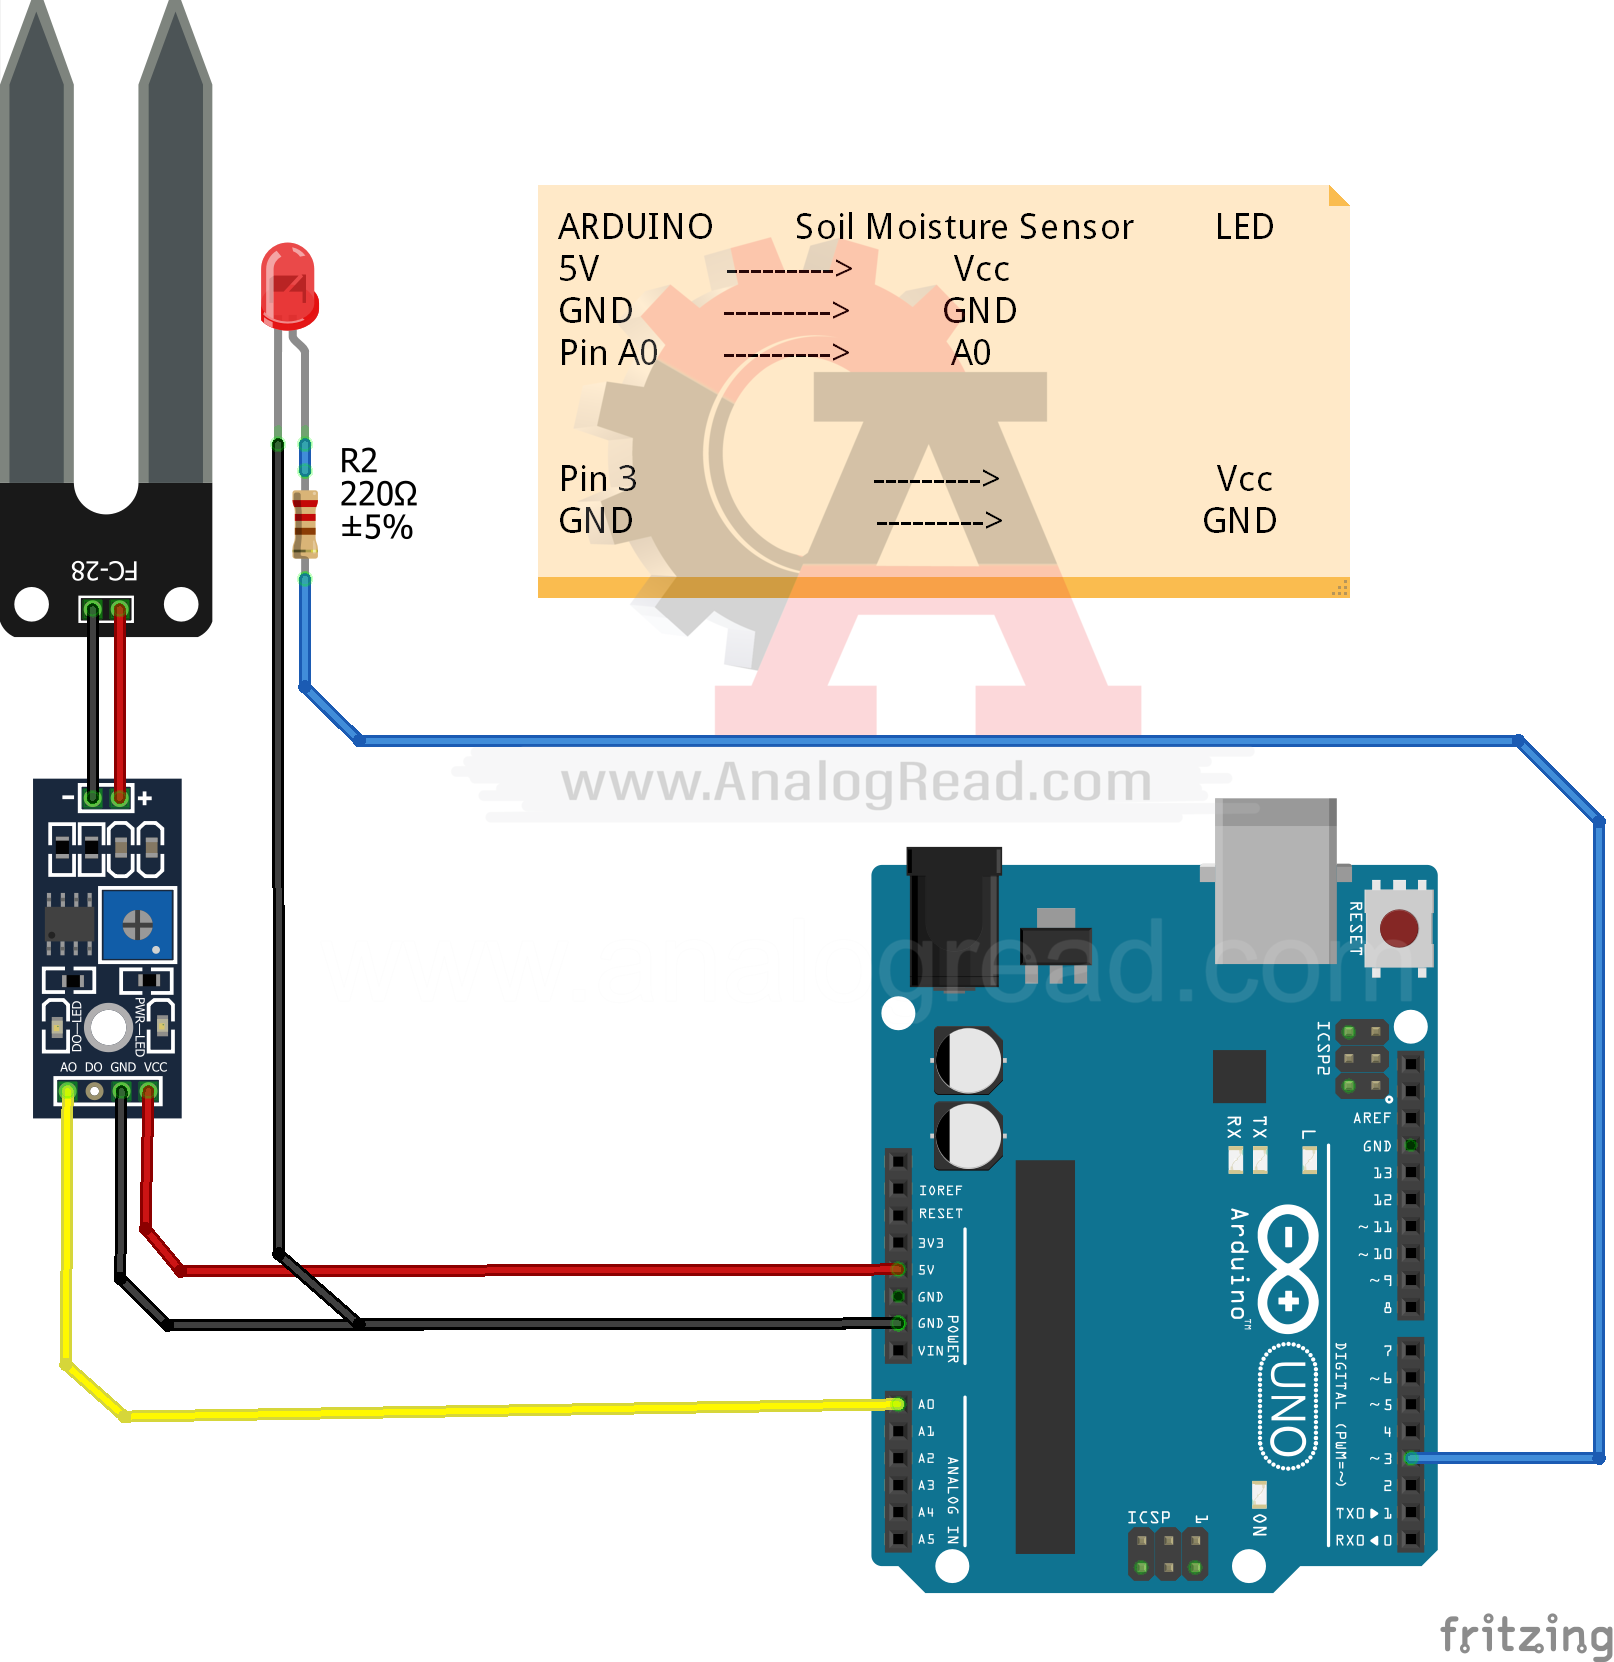 ARDUINO Soil Moisture Sensor LED
5V ---------> Vcc
GND ---------> GND
Pin A0 ---------> A0
Pin 3 ---------> Vcc
GND ---------> GND
R2
220Ω
±5%
FC-28
www.AnalogRead.com
- +
DO-LED
PWR-LED
AO DO GND VCC
RESET
ICSP2
AREF
GND
13
12
~11
~10
~9
8
7
~6
~5
4
~3
2
TX0▶1
RX0◀0
DIGITAL (PWM=~)
RX
TX
L
Arduino™
UNO
IOREF
RESET
3V3
5V
GND
GND
VIN
POWER
A0
A1
A2
A3
A4
A5
ANALOG IN
ICSP 1
ON
fritzing